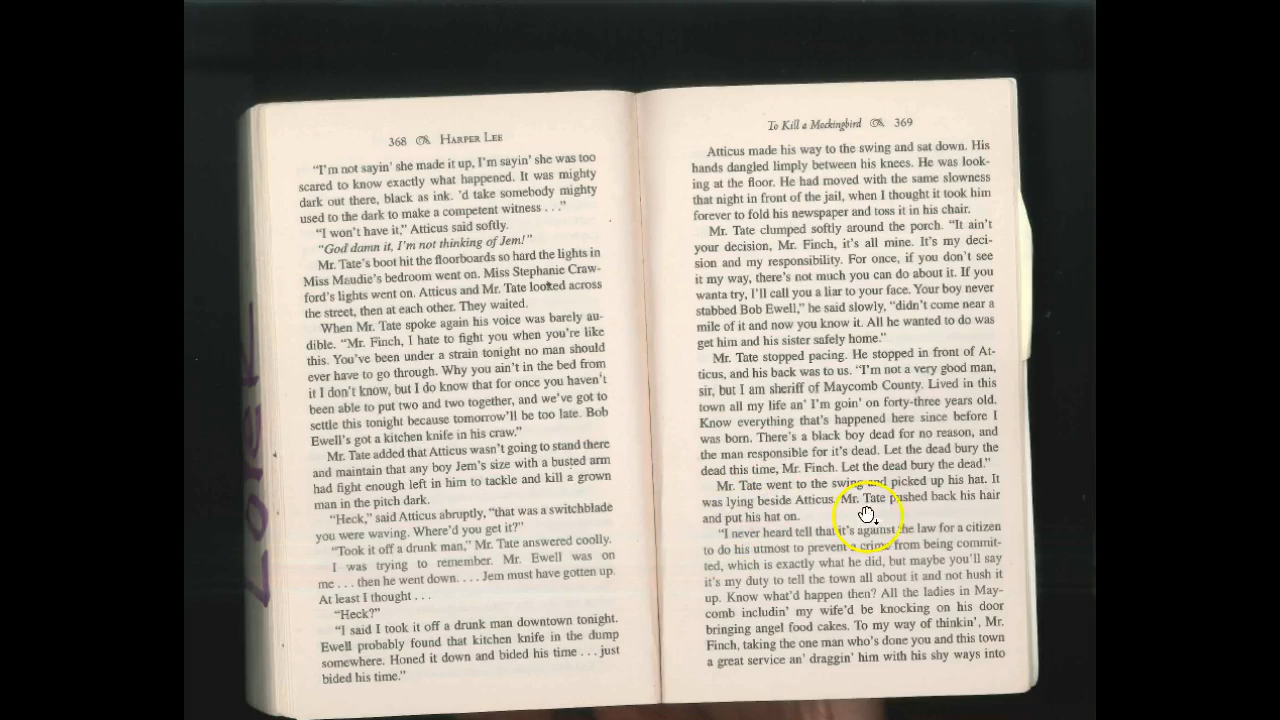 368 HARPER LEE
"I'm not sayin' she made it up, I'm sayin' she was too
scared to know exactly what happened. It was mighty
dark out there, black as ink. 'd take somebody mighty
used to the dark to make a competent witness . . ."
"I won't have it," Atticus said softly.
"God damn it, I'm not thinking of Jem!"
Mr. Tate's boot hit the floorboards so hard the lights in
Miss Maudie's bedroom went on. Miss Stephanie Craw-
ford's lights went on. Atticus and Mr. Tate looked across
the street, then at each other. They waited.
When Mr. Tate spoke again his voice was barely au-
dible. "Mr. Finch, I hate to fight you when you're like
this. You've been under a strain tonight no man should
ever have to go through. Why you ain't in the bed from
it I don't know, but I do know that for once you haven't
been able to put two and two together, and we've got to
settle this tonight because tomorrow'll be too late. Bob
Ewell's got a kitchen knife in his craw."
Mr. Tate added that Atticus wasn't going to stand there
and maintain that any boy Jem's size with a busted arm
had fight enough left in him to tackle and kill a grown
man in the pitch dark.
"Heck," said Atticus abruptly, "that was a switchblade
you were waving. Where'd you get it?"
"Took it off a drunk man," Mr. Tate answered coolly.
I was trying to remember. Mr. Ewell was on
me . . . then he went down. . . . Jem must have gotten up.
At least I thought . . .
"Heck?"
"I said I took it off a drunk man downtown tonight.
Ewell probably found that kitchen knife in the dump
somewhere. Honed it down and bided his time . . . just
bided his time."
To Kill a Mockingbird 369
Atticus made his way to the swing and sat down. His
hands dangled limply between his knees. He was look-
ing at the floor. He had moved with the same slowness
that night in front of the jail, when I thought it took him
forever to fold his newspaper and toss it in his chair.
Mr. Tate clumped softly around the porch. "It ain't
your decision, Mr. Finch, it's all mine. It's my deci-
sion and my responsibility. For once, if you don't see
it my way, there's not much you can do about it. If you
wanta try, I'll call you a liar to your face. Your boy never
stabbed Bob Ewell," he said slowly, "didn't come near a
mile of it and now you know it. All he wanted to do was
get him and his sister safely home."
Mr. Tate stopped pacing. He stopped in front of At-
ticus, and his back was to us. "I'm not a very good man,
sir, but I am sheriff of Maycomb County. Lived in this
town all my life an' I'm goin' on forty-three years old.
Know everything that's happened here since before I
was born. There's a black boy dead for no reason, and
the man responsible for it's dead. Let the dead bury the
dead this time, Mr. Finch. Let the dead bury the dead."
Mr. Tate went to the swing and picked up his hat. It
was lying beside Atticus. Mr. Tate pushed back his hair
and put his hat on.
"I never heard tell that it's against the law for a citizen
to do his utmost to prevent a crime from being commit-
ted, which is exactly what he did, but maybe you'll say
it's my duty to tell the town all about it and not hush it
up. Know what'd happen then? All the ladies in May-
comb includin' my wife'd be knocking on his door
bringing angel food cakes. To my way of thinkin', Mr.
Finch, taking the one man who's done you and this town
a great service an' draggin' him with his shy ways into